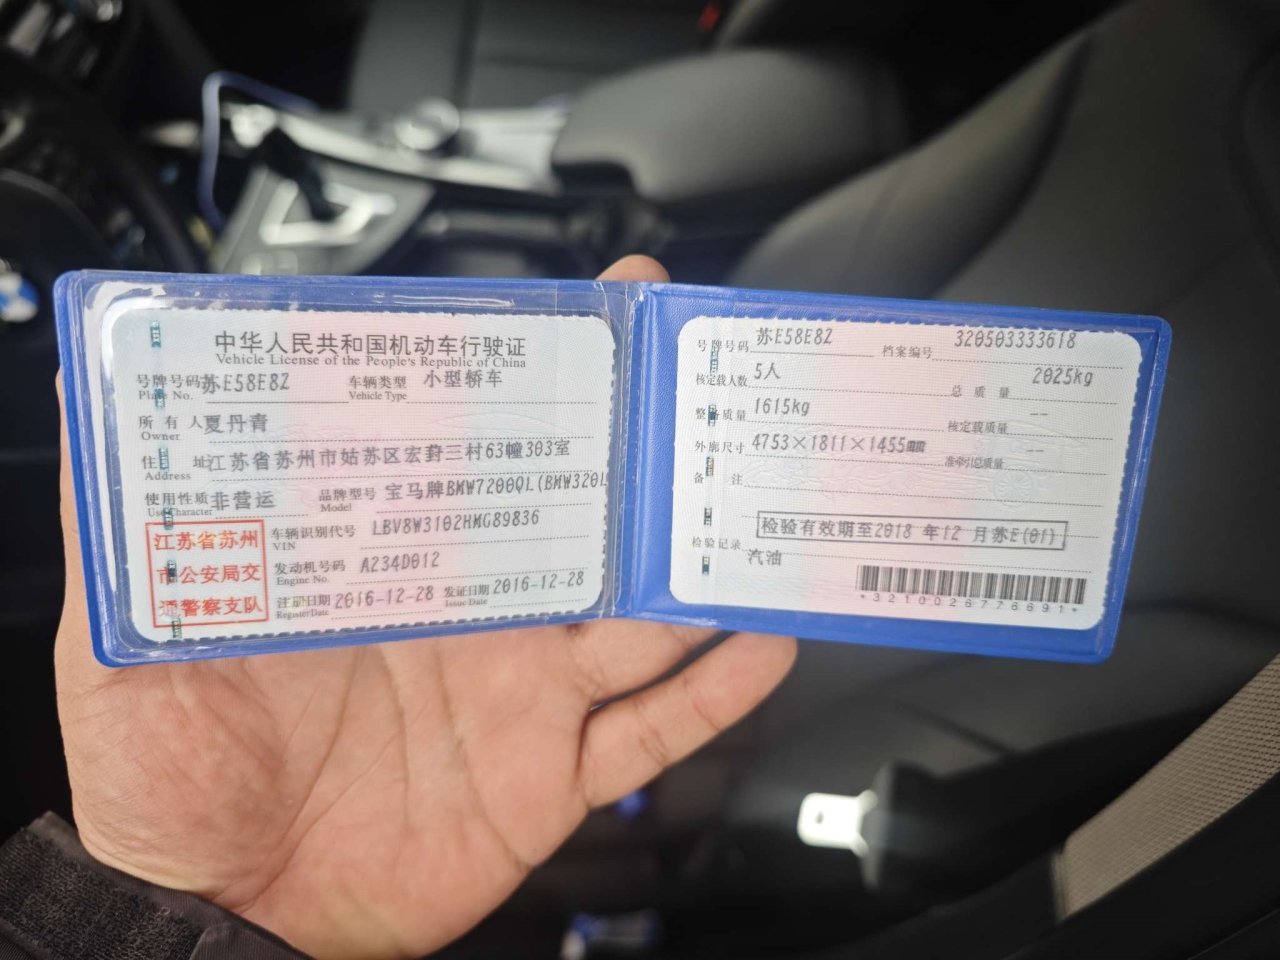 中华人民共和国机动车行驶证
Vehicle License of the People's Republic of China
号牌号码 苏E58E8Z 车辆类型 小型轿车
Plate No. Vehicle Type
所有人 夏丹青
Owner
住址 江苏省苏州市姑苏区宏葑三村63幢303室
Address
使用性质 非营运 品牌型号 宝马牌BMW7200QL(BMW320L
Use Character Model
江苏省苏州
市公安局交
通警察支队
车辆识别代号 LBV8W3102HMG89836
VIN
发动机号码 A234D012
Engine No.
注册日期 2016-12-28 发证日期 2016-12-28
Register Date Issue Date
号牌号码 苏E58E8Z 档案编号 320503333618
核定载人数 5人 总质量 2025kg
整备质量 1615kg 核定载质量 --
外廓尺寸 4753×1811×1455mm 准牵引总质量 --
备注
检验有效期至2018 年12 月苏E(01)
检验记录 汽油
*3210026776691*